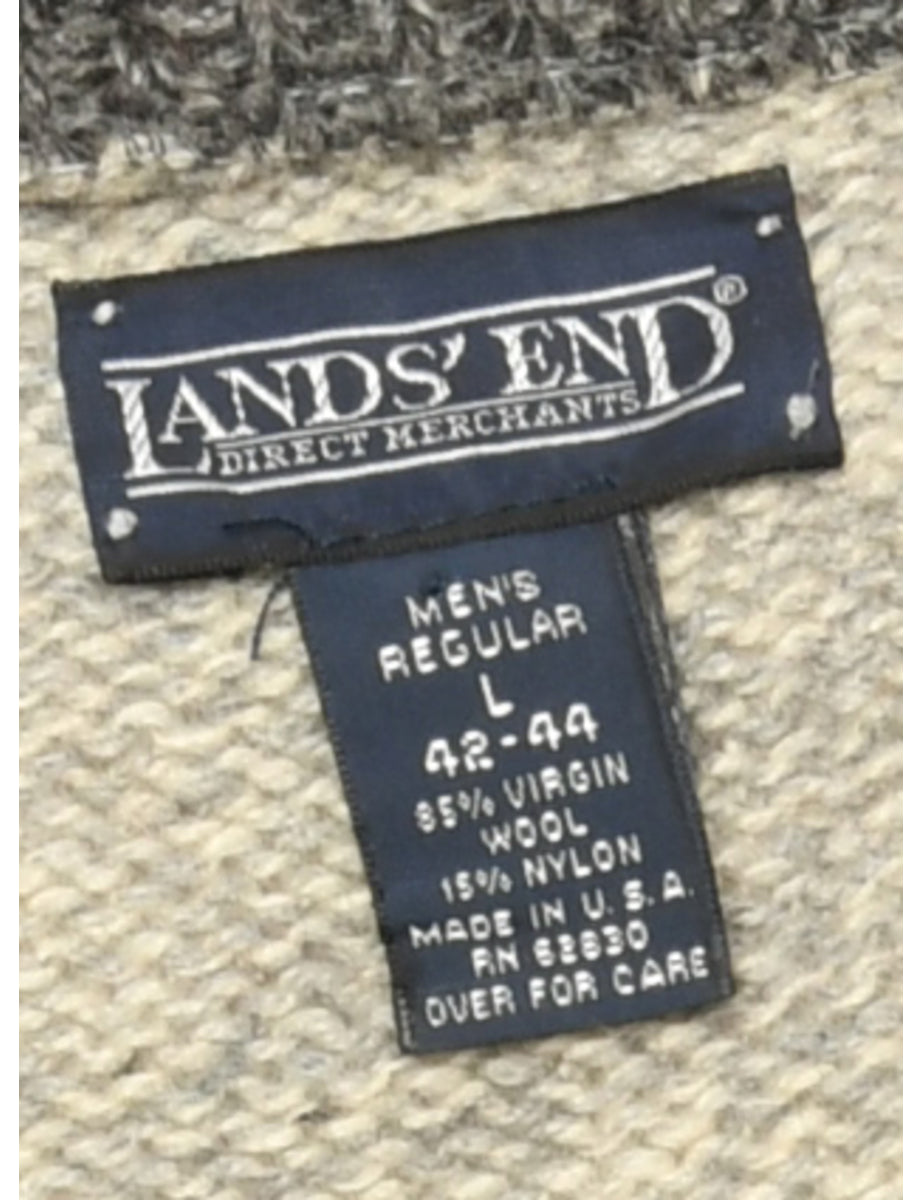 LANDS' END®
DIRECT MERCHANTS
MEN'S
REGULAR
L
42-44
85% VIRGIN
WOOL
15% NYLON
MADE IN U.S.A.
RN 62830
OVER FOR CARE